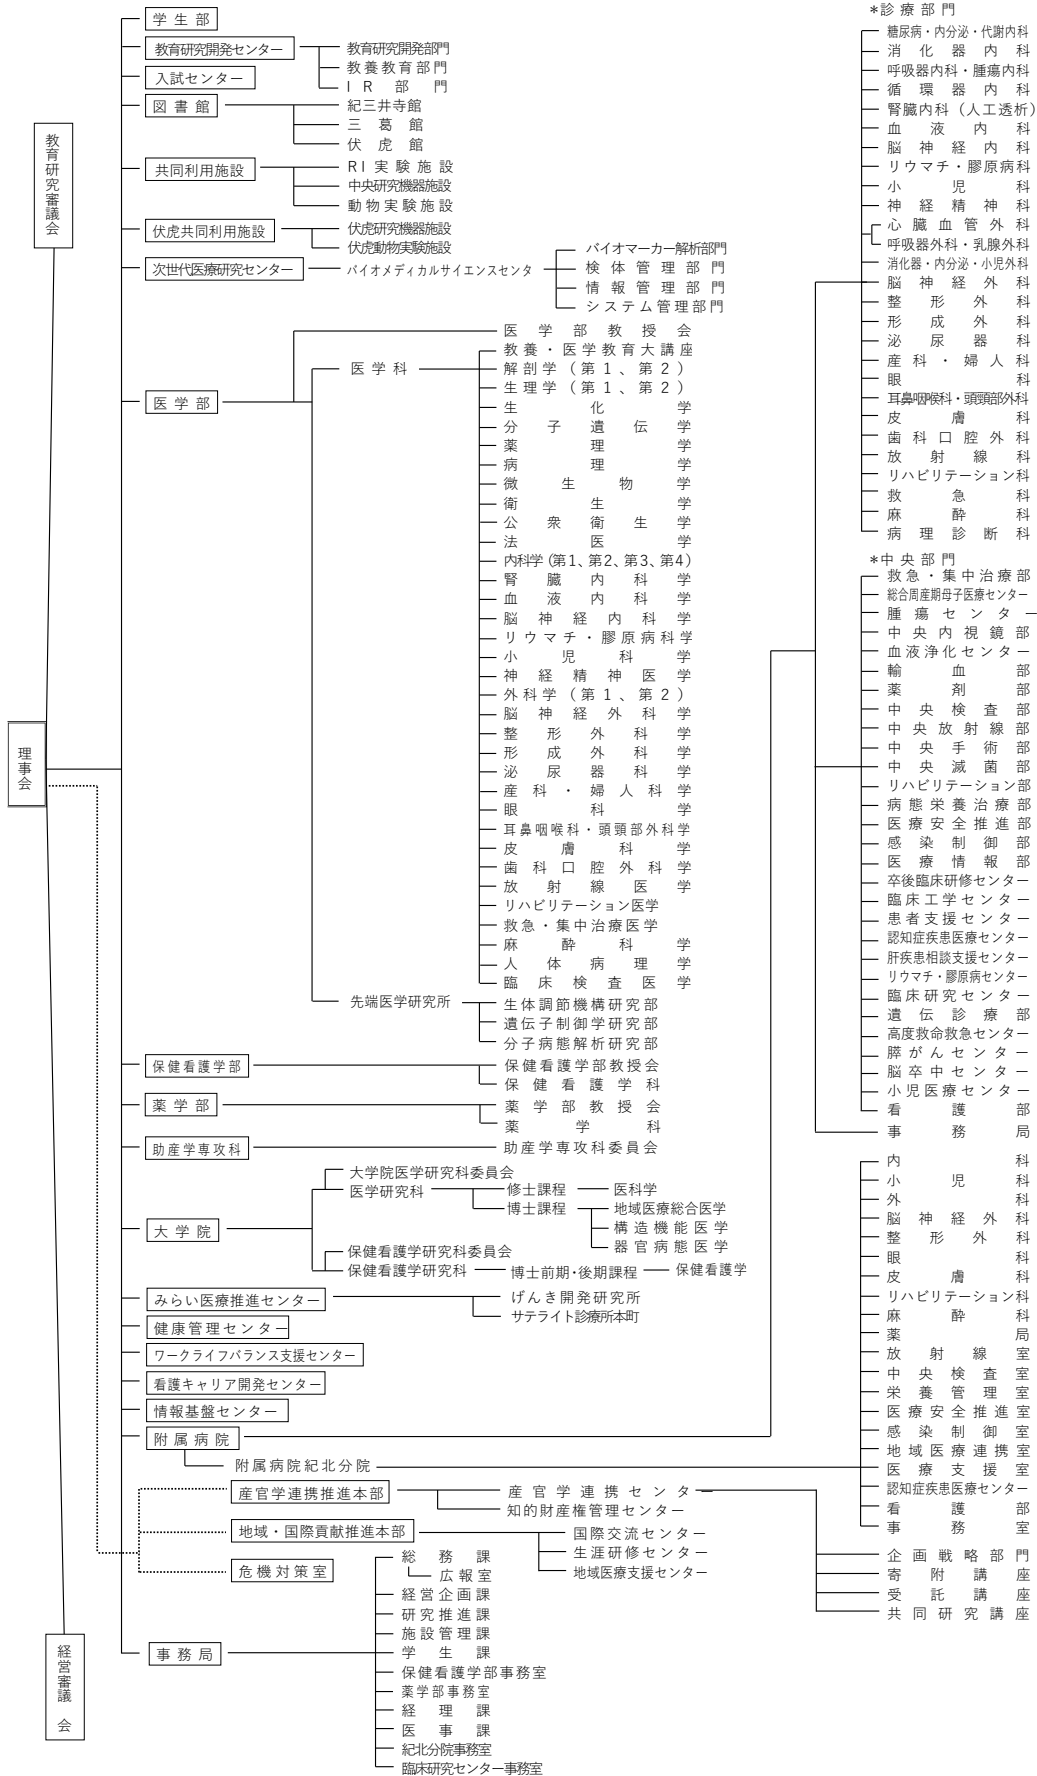 理事会
教育研究審議会
経営審議会
学生部
教育研究開発センター
教育研究開発部門
教養教育部門
IR部門
入試センター
図書館
紀三井寺館
三葛館
伏虎館
共同利用施設
RI実験施設
中央研究機器施設
動物実験施設
伏虎共同利用施設
伏虎研究機器施設
伏虎動物実験施設
次世代医療研究センター
バイオメディカルサイエンスセンタ
バイオマーカー解析部門
検体管理部門
情報管理部門
システム管理部門
医学部
医学部教授会
医学科
教養・医学教育大講座
解剖学(第1、第2)
生理学(第1、第2)
生化学
分子遺伝学
薬理学
病理学
微生物学
衛生学
公衆衛生学
法医学
内科学(第1、第2、第3、第4)
腎臓内科学
血液内科学
脳神経内科学
リウマチ・膠原病科学
小児科学
神経精神医学
外科学(第1、第2)
脳神経外科学
整形外科学
形成外科学
泌尿器科学
産科・婦人科学
眼科学
耳鼻咽喉科・頭頸部外科学
皮膚科学
歯科口腔外科学
放射線医学
リハビリテーション医学
救急・集中治療医学
麻酔科学
人体病理学
臨床検査医学
先端医学研究所
生体調節機構研究部
遺伝子制御学研究部
分子病態解析研究部
保健看護学部
保健看護学部教授会
保健看護学科
薬学部
薬学部教授会
薬学科
助産学専攻科
助産学専攻科委員会
大学院
大学院医学研究科委員会
医学研究科
修士課程
医科学
博士課程
地域医療総合医学
構造機能医学
器官病態医学
保健看護学研究科委員会
保健看護学研究科
博士前期・後期課程
保健看護学
みらい医療推進センター
げんき開発研究所
サテライト診療所本町
健康管理センター
ワークライフバランス支援センター
看護キャリア開発センター
情報基盤センター
附属病院
附属病院紀北分院
産官学連携推進本部
産官学連携センター
知的財産権管理センター
地域・国際貢献推進本部
国際交流センター
生涯研修センター
地域医療支援センター
危機対策室
事務局
総務課
広報室
経営企画課
研究推進課
施設管理課
学生課
保健看護学部事務室
薬学部事務室
経理課
医事課
紀北分院事務室
臨床研究センター事務室
*診療部門
糖尿病・内分泌・代謝内科
消化器内科
呼吸器内科・腫瘍内科
循環器内科
腎臓内科(人工透析)
血液内科
脳神経内科
リウマチ・膠原病科
小児科
神経精神科
心臓血管外科
呼吸器外科・乳腺外科
消化器・内分泌・小児外科
脳神経外科
整形外科
形成外科
泌尿器科
産科・婦人科
眼科
耳鼻咽喉科・頭頸部外科
皮膚科
歯科口腔外科
放射線科
リハビリテーション科
救急科
麻酔科
病理診断科
*中央部門
救急・集中治療部
総合周産期母子医療センター
腫瘍センター
中央内視鏡部
血液浄化センター
輸血部
薬剤部
中央検査部
中央放射線部
中央手術部
中央滅菌部
リハビリテーション部
病態栄養治療部
医療安全推進部
感染制御部
医療情報部
卒後臨床研修センター
臨床工学センター
患者支援センター
認知症疾患医療センター
肝疾患相談支援センター
リウマチ・膠原病センター
臨床研究センター
遺伝診療部
高度救命救急センター
膵がんセンター
脳卒中センター
小児医療センター
看護部
事務局
内科
小児科
外科
脳神経外科
整形外科
眼科
皮膚科
リハビリテーション科
麻酔科
薬局
放射線室
中央検査室
栄養管理室
医療安全推進室
感染制御室
地域医療連携室
医療支援室
認知症疾患医療センター
看護部
事務室
企画戦略部門
寄附講座
受託講座
共同研究講座